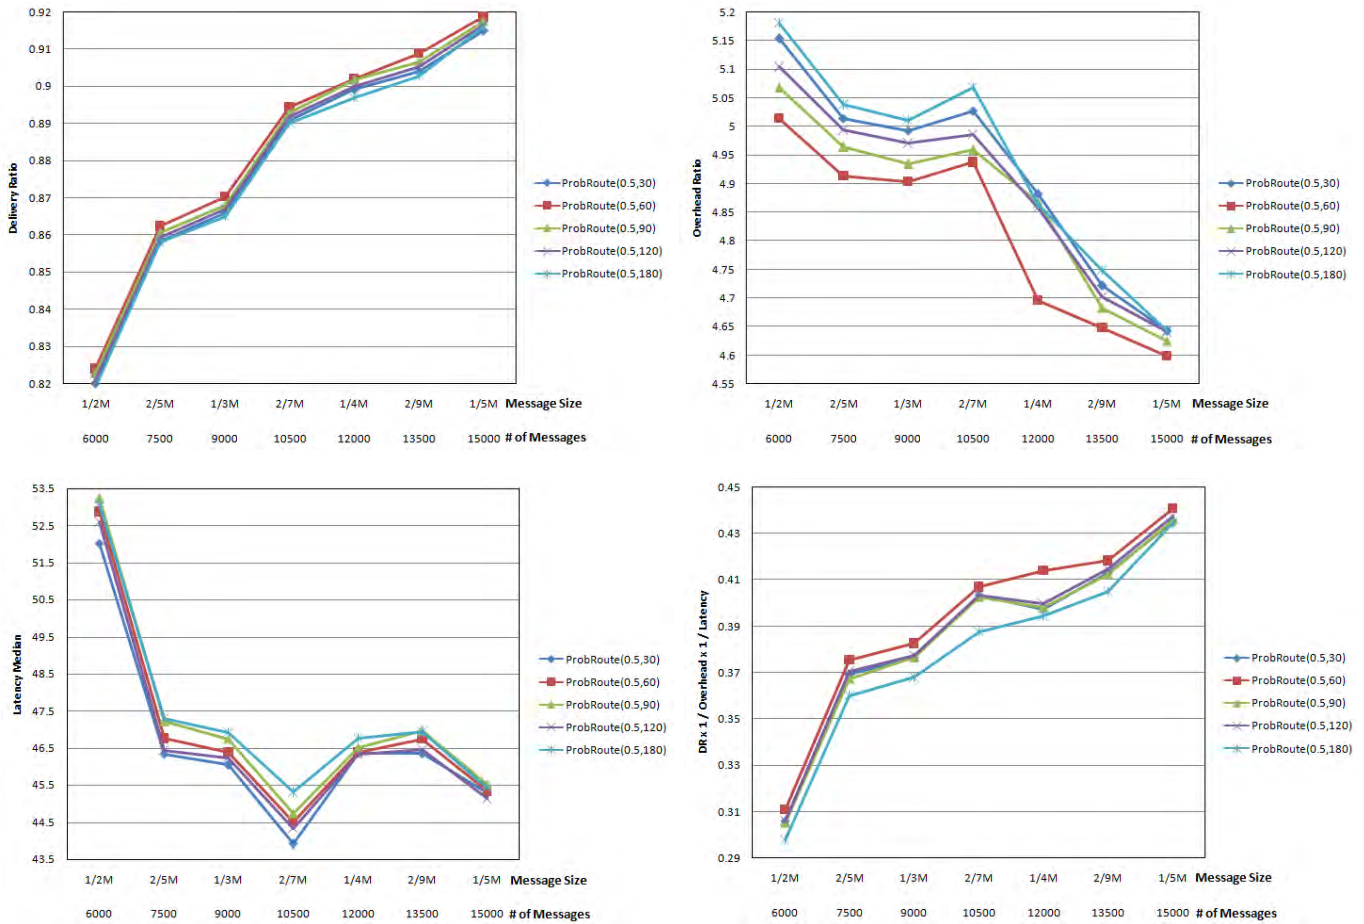 0.92
0.91
0.9
0.89
0.88
0.87
0.86
0.85
0.84
0.83
0.82
Delivery Ratio
1/2M 2/5M 1/3M 2/7M 1/4M 2/9M 1/5M Message Size
6000 7500 9000 10500 12000 13500 15000 # of Messages
ProbRoute(0.5,30)
ProbRoute(0.5,60)
ProbRoute(0.5,90)
ProbRoute(0.5,120)
ProbRoute(0.5,180)
5.2
5.15
5.1
5.05
5
4.95
4.9
4.85
4.8
4.75
4.7
4.65
4.6
4.55
Overhead Ratio
1/2M 2/5M 1/3M 2/7M 1/4M 2/9M 1/5M Message Size
6000 7500 9000 10500 12000 13500 15000 # of Messages
ProbRoute(0.5,30)
ProbRoute(0.5,60)
ProbRoute(0.5,90)
ProbRoute(0.5,120)
ProbRoute(0.5,180)
53.5
52.5
51.5
50.5
49.5
48.5
47.5
46.5
45.5
44.5
43.5
Latency Median
1/2M 2/5M 1/3M 2/7M 1/4M 2/9M 1/5M Message Size
6000 7500 9000 10500 12000 13500 15000 # of Messages
ProbRoute(0.5,30)
ProbRoute(0.5,60)
ProbRoute(0.5,90)
ProbRoute(0.5,120)
ProbRoute(0.5,180)
0.45
0.43
0.41
0.39
0.37
0.35
0.33
0.31
0.29
DR x 1 / Overhead x 1 / Latency
1/2M 2/5M 1/3M 2/7M 1/4M 2/9M 1/5M Message Size
6000 7500 9000 10500 12000 13500 15000 # of Messages
ProbRoute(0.5,30)
ProbRoute(0.5,60)
ProbRoute(0.5,90)
ProbRoute(0.5,120)
ProbRoute(0.5,180)